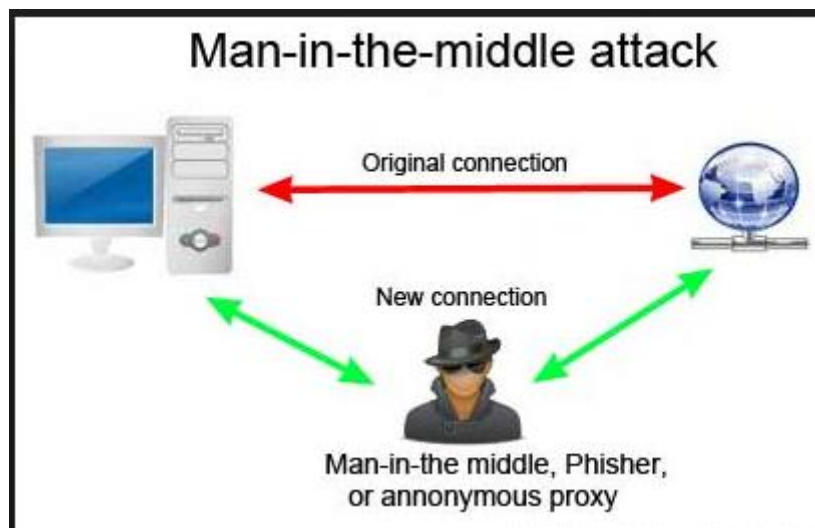 Man-in-the-middle attack
Original connection
New connection
Man-in-the middle, Phisher,
or annonymous proxy